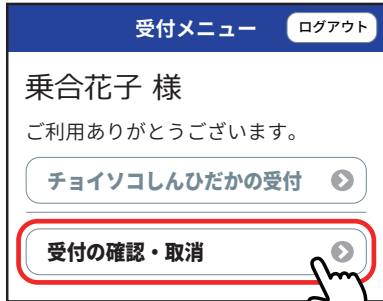 受付メニュー ログアウト
乗合花子 様
ご利用ありがとうございます。
チョイソコしんひだかの受付
受付の確認・取消